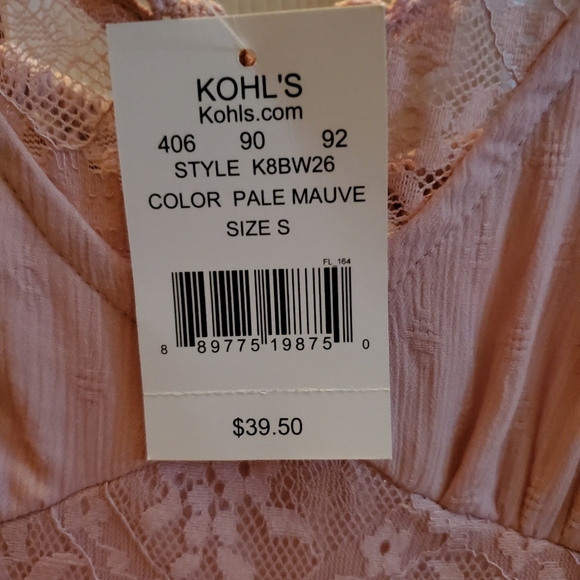 KOHL'S
Kohls.com
406 90 92
STYLE K8BW26
COLOR PALE MAUVE
SIZE S
FL_164
8 89775 19875 0
$39.50